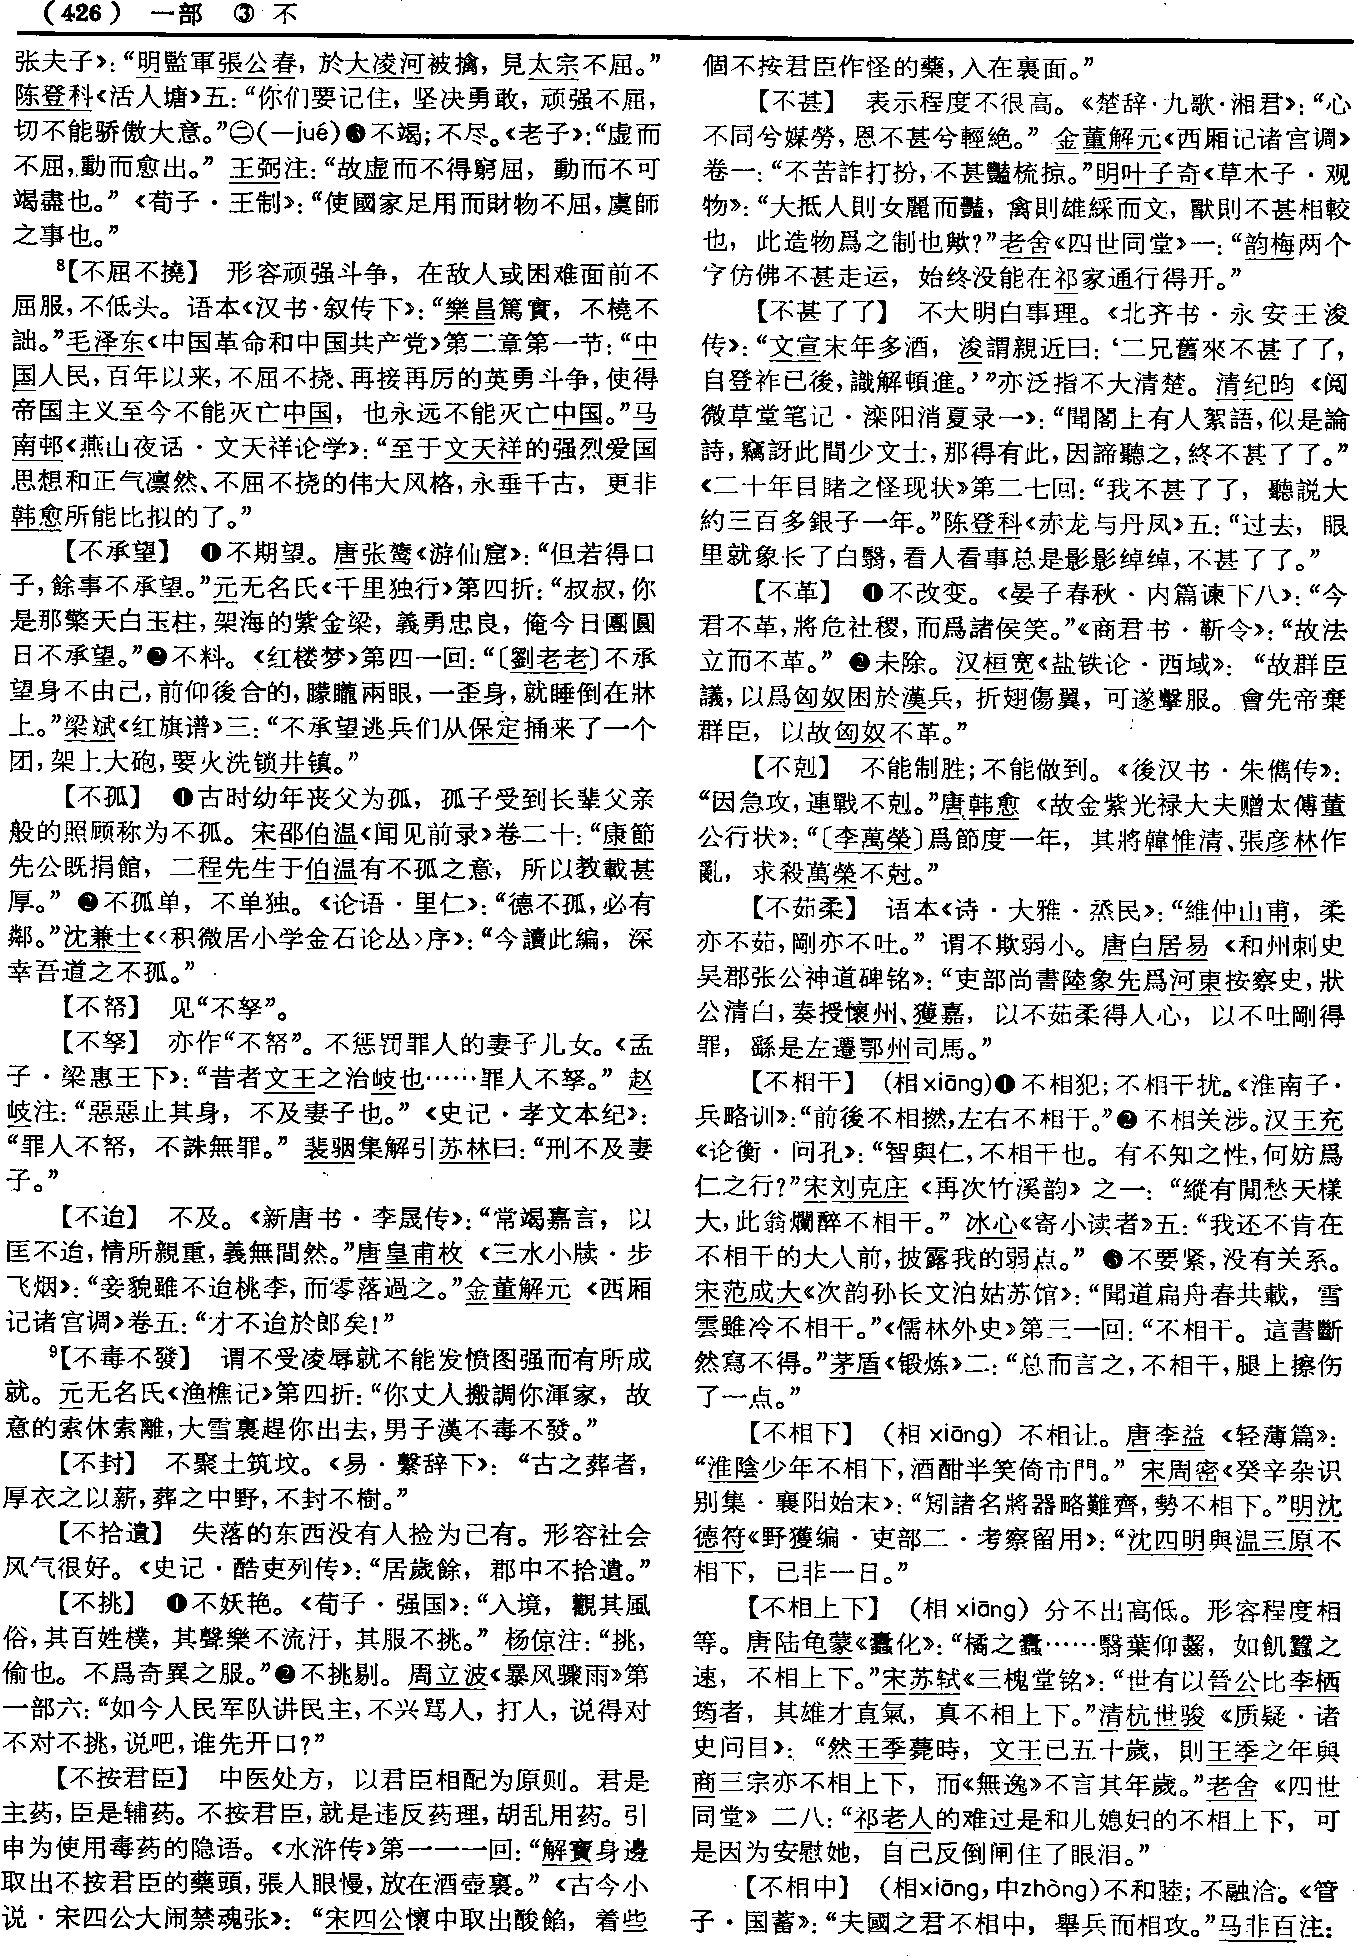 （426） 一部 ③ 不
张夫子》：“明監軍張公春，於大凌河被擒，見太宗不屈。”
陈登科《活人塘》五：“你们要记住，坚决勇敢，顽强不屈，
切不能骄傲大意。”㊁(—jué)❸不竭；不尽。《老子》：“虚而
不屈，動而愈出。” 王弼注：“故虚而不得窮屈，動而不可
竭盡也。”《荀子·王制》：“使國家足用而財物不屈，虞師
之事也。”
⁸【不屈不撓】 形容顽强斗争，在敌人或困难面前不
屈服，不低头。语本《汉书·叙传下》：“樂昌篤實，不橈不
詘。”毛泽东《中国革命和中国共产党》第二章第一节：“中
国人民，百年以来，不屈不挠、再接再厉的英勇斗争，使得
帝国主义至今不能灭亡中国，也永远不能灭亡中国。”马
南邨《燕山夜话·文天祥论学》：“至于文天祥的强烈爱国
思想和正气凛然、不屈不挠的伟大风格，永垂千古，更非
韩愈所能比拟的了。”
【不承望】 ❶不期望。唐张鷟《游仙窟》：“但若得口
子，餘事不承望。”元无名氏《千里独行》第四折：“叔叔，你
是那擎天白玉柱，架海的紫金梁，義勇忠良，俺今日團圓
日不承望。”❷不料。《红楼梦》第四一回：“〔劉老老〕不承
望身不由己，前仰後合的，朦朧兩眼，一歪身，就睡倒在牀
上。”梁斌《红旗谱》三：“不承望逃兵们从保定捅来了一个
团，架上大砲，要火洗锁井镇。”
【不孤】 ❶古时幼年丧父为孤，孤子受到长辈父亲
般的照顾称为不孤。宋邵伯温《闻见前录》卷二十：“康節
先公既捐館，二程先生于伯温有不孤之意，所以教載甚
厚。” ❷不孤单，不单独。《论语·里仁》：“德不孤，必有
鄰。”沈兼士《〈积微居小学金石论丛〉序》：“今讀此編，深
幸吾道之不孤。”
【不帑】 见“不孥”。
【不孥】 亦作“不帑”。不惩罚罪人的妻子儿女。《孟
子·梁惠王下》：“昔者文王之治岐也……罪人不孥。” 赵
岐注：“惡惡止其身，不及妻子也。”《史记·孝文本纪》：
“罪人不帑，不誅無罪。” 裴骃集解引苏林曰：“刑不及妻
子。”
【不迨】 不及。《新唐书·李晟传》：“常竭嘉言，以
匡不迨，情所親重，義無間然。”唐皇甫枚《三水小牍·步
飞烟》：“妾貌雖不迨桃李，而零落過之。”金董解元《西厢
记诸宫调》卷五：“才不迨於郎矣！”
⁹【不毒不發】 谓不受凌辱就不能发愤图强而有所成
就。元无名氏《渔樵记》第四折：“你丈人搬調你渾家，故
意的索休索離，大雪裏趕你出去，男子漢不毒不發。”
【不封】 不聚土筑坟。《易·繫辞下》：“古之葬者，
厚衣之以薪，葬之中野，不封不樹。”
【不拾遺】 失落的东西没有人捡为己有。形容社会
风气很好。《史记·酷吏列传》：“居歲餘，郡中不拾遺。”
【不挑】 ❶不妖艳。《荀子·强国》：“入境，觀其風
俗，其百姓樸，其聲樂不流汙，其服不挑。” 杨倞注：“挑，
偷也。不爲奇異之服。”❷不挑剔。周立波《暴风骤雨》第
一部六：“如今人民军队讲民主，不兴骂人，打人，说得对
不对不挑，说吧，谁先开口？”
【不按君臣】 中医处方，以君臣相配为原则。君是
主药，臣是辅药。不按君臣，就是违反药理，胡乱用药。引
申为使用毒药的隐语。《水浒传》第一一一回：“解寶身邊
取出不按君臣的藥頭，張人眼慢，放在酒壺裏。”《古今小
说·宋四公大闹禁魂张》：“宋四公懷中取出酸餡，着些
個不按君臣作怪的藥，入在裏面。”
【不甚】 表示程度不很高。《楚辞·九歌·湘君》：“心
不同兮媒勞，恩不甚兮輕絶。” 金董解元《西厢记诸宫调》
卷一：“不苦詐打扮，不甚豔梳掠。”明叶子奇《草木子·观
物》：“大抵人則女麗而豔，禽則雄綵而文，獸則不甚相較
也，此造物爲之制也歟？”老舍《四世同堂》一：“韵梅两个
字仿佛不甚走运，始终没能在祁家通行得开。”
【不甚了了】 不大明白事理。《北齐书·永安王浚
传》：“文宣末年多酒，浚謂親近曰：‘二兄舊來不甚了了，
自登祚已後，識解頓進。’”亦泛指不大清楚。清纪昀《阅
微草堂笔记·滦阳消夏录一》：“聞閣上有人絮語，似是論
詩，竊訝此間少文士，那得有此，因諦聽之，終不甚了了。”
《二十年目睹之怪现状》第二七回：“我不甚了了，聽説大
約三百多銀子一年。”陈登科《赤龙与丹凤》五：“过去，眼
里就象长了白翳，看人看事总是影影绰绰，不甚了了。”
【不革】 ❶不改变。《晏子春秋·内篇谏下八》：“今
君不革，將危社稷，而爲諸侯笑。”《商君书·靳令》：“故法
立而不革。” ❷未除。汉桓宽《盐铁论·西域》：“故群臣
議，以爲匈奴困於漢兵，折翅傷翼，可遂擊服。會先帝棄
群臣，以故匈奴不革。”
【不剋】 不能制胜；不能做到。《後汉书·朱儁传》：
“因急攻，連戰不剋。”唐韩愈《故金紫光禄大夫赠太傅董
公行状》：“〔李萬榮〕爲節度一年，其將韓惟清、張彦林作
亂，求殺萬榮不尅。”
【不茹柔】 语本《诗·大雅·烝民》：“維仲山甫，柔
亦不茹，剛亦不吐。” 谓不欺弱小。唐白居易《和州刺史
吴郡张公神道碑铭》：“吏部尚書陸象先爲河東按察史，狀
公清白，奏授懷州、獲嘉，以不茹柔得人心，以不吐剛得
罪，繇是左遷鄂州司馬。”
【不相干】 （相xiāng)❶不相犯；不相干扰。《淮南子·
兵略训》：“前後不相撚，左右不相干。”❷不相关涉。汉王充
《论衡·问孔》：“智與仁，不相干也。有不知之性，何妨爲
仁之行？”宋刘克庄《再次竹溪韵》之一：“縱有閒愁天樣
大，此翁爛醉不相干。” 冰心《寄小读者》五：“我还不肯在
不相干的大人前，披露我的弱点。” ❸不要紧，没有关系。
宋范成大《次韵孙长文泊姑苏馆》：“聞道扁舟春共載，雪
雲雖冷不相干。”《儒林外史》第三一回：“不相干。這書斷
然寫不得。”茅盾《锻炼》二：“总而言之，不相干，腿上擦伤
了一点。”
【不相下】 （相 xiāng）不相让。唐李益《轻薄篇》：
“淮陰少年不相下，酒酣半笑倚市門。” 宋周密《癸辛杂识
别集·襄阳始末》：“矧諸名將器略難齊，勢不相下。”明沈
德符《野獲编·吏部二·考察留用》：“沈四明與温三原不
相下，已非一日。”
【不相上下】 （相 xiāng）分不出高低。形容程度相
等。唐陆龟蒙《蠹化》：“橘之蠹……翳葉仰齧，如飢蠶之
速，不相上下。”宋苏轼《三槐堂铭》：“世有以晉公比李栖
筠者，其雄才直氣，真不相上下。”清杭世骏《质疑·诸
史问目》：“然王季薨時，文王已五十歲，則王季之年與
商三宗亦不相上下，而《無逸》不言其年歲。”老舍《四世
同堂》二八：“祁老人的难过是和儿媳妇的不相上下，可
是因为安慰她，自己反倒闸住了眼泪。”
【不相中】 （相xiāng，中zhòng)不和睦；不融洽。《管
子·国蓄》：“夫國之君不相中，舉兵而相攻。”马非百注：